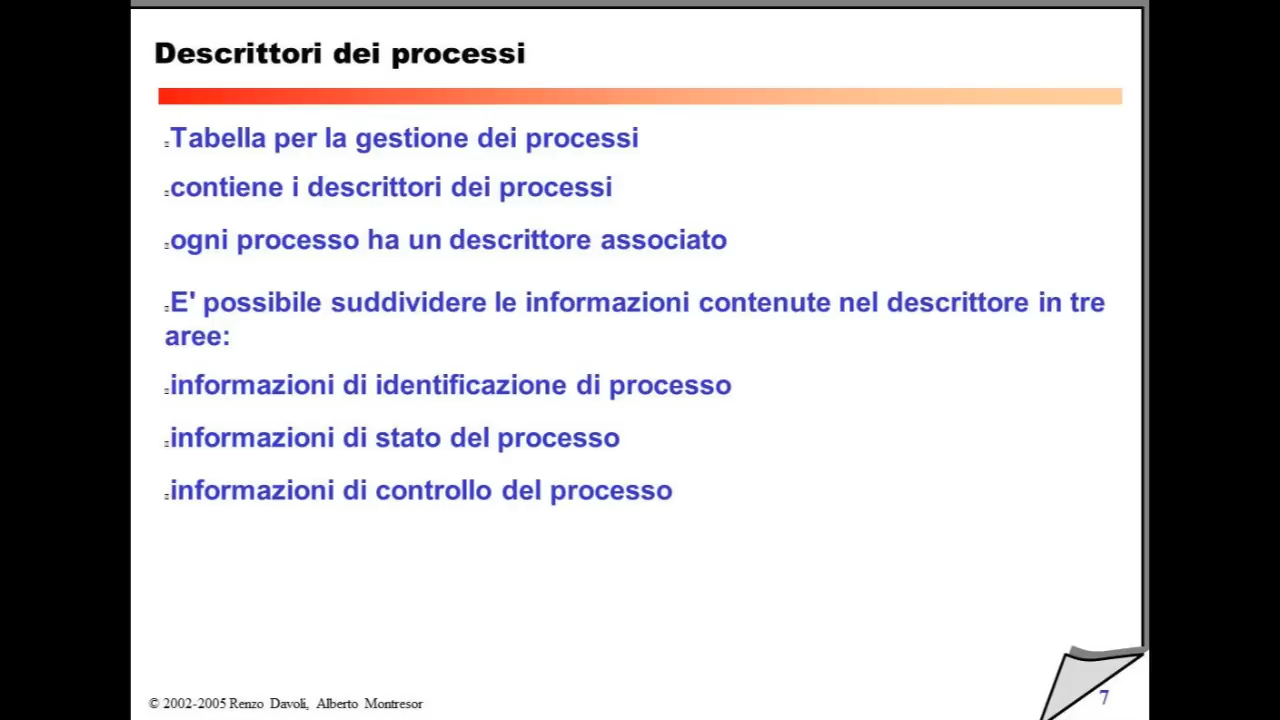 Descrittori dei processi
Tabella per la gestione dei processi
contiene i descrittori dei processi
ogni processo ha un descrittore associato
E' possibile suddividere le informazioni contenute nel descrittore in tre
aree:
informazioni di identificazione di processo
informazioni di stato del processo
informazioni di controllo del processo
© 2002-2005 Renzo Davoli, Alberto Montresor
7